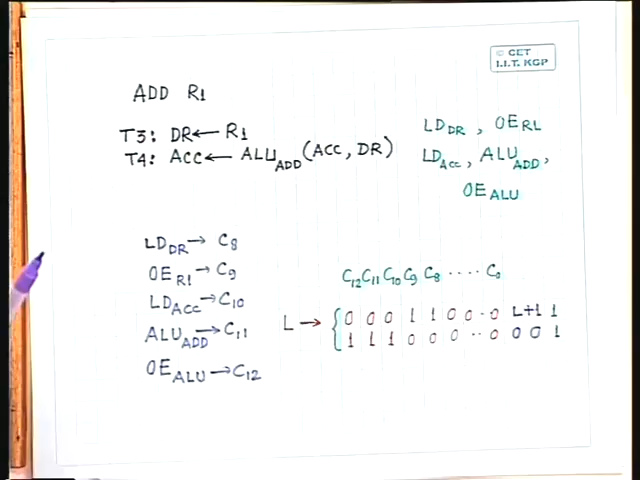 © CET
I.I.T. KGP
ADD R1
T3: DR ← R1
T4: ACC ← ALU_ADD (ACC, DR)
LD_DR , OE_R1
LD_ACC , ALU_ADD ,
OE_ALU
LD_DR → C8
OE_R1 → C9
LD_ACC → C10
ALU_ADD → C11
OE_ALU → C12
C12 C11 C10 C9 C8 ···· C0
L → { 0 0 0 1 1 0 0 ·· 0 L+1 1
1 1 1 0 0 0 ·· 0 0 0 1